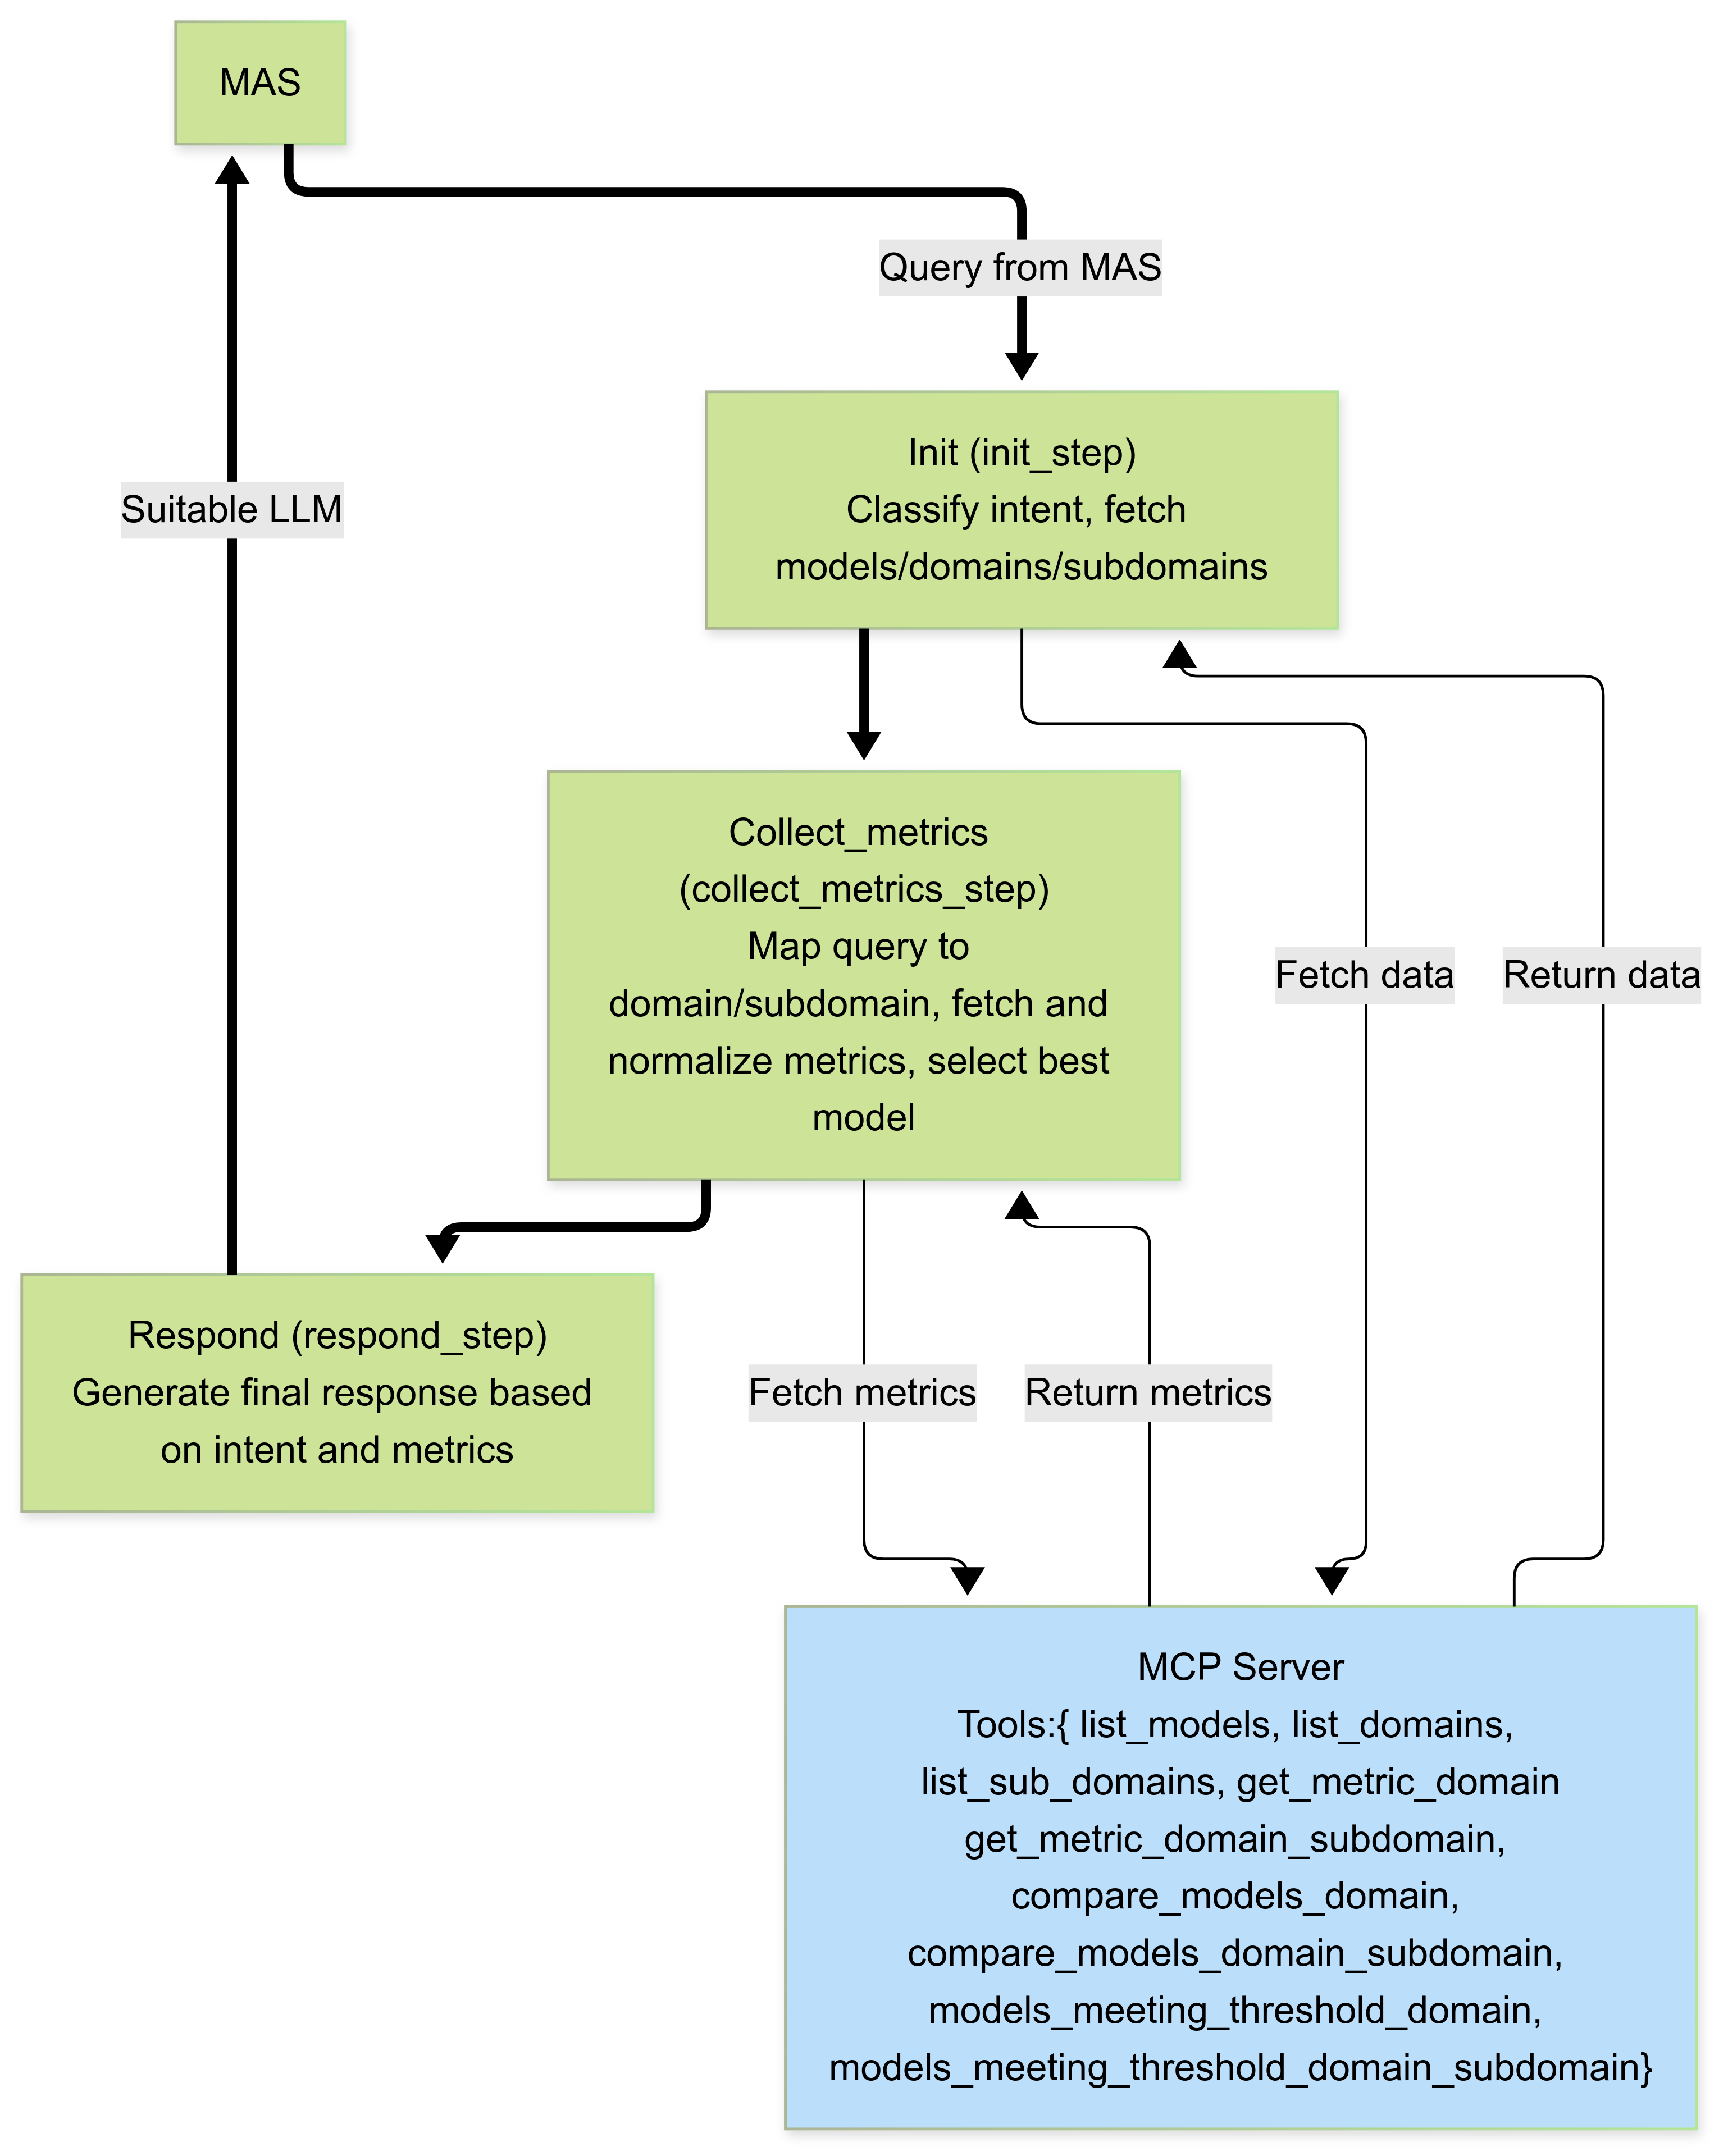 MAS
Query from MAS
Suitable LLM
Init (init_step)
Classify intent, fetch
models/domains/subdomains
Collect_metrics
(collect_metrics_step)
Map query to
domain/subdomain, fetch and
normalize metrics, select best
model
Fetch data
Return data
Respond (respond_step)
Generate final response based
on intent and metrics
Fetch metrics
Return metrics
MCP Server
Tools:{ list_models, list_domains,
list_sub_domains, get_metric_domain
get_metric_domain_subdomain,
compare_models_domain,
compare_models_domain_subdomain,
models_meeting_threshold_domain,
models_meeting_threshold_domain_subdomain}